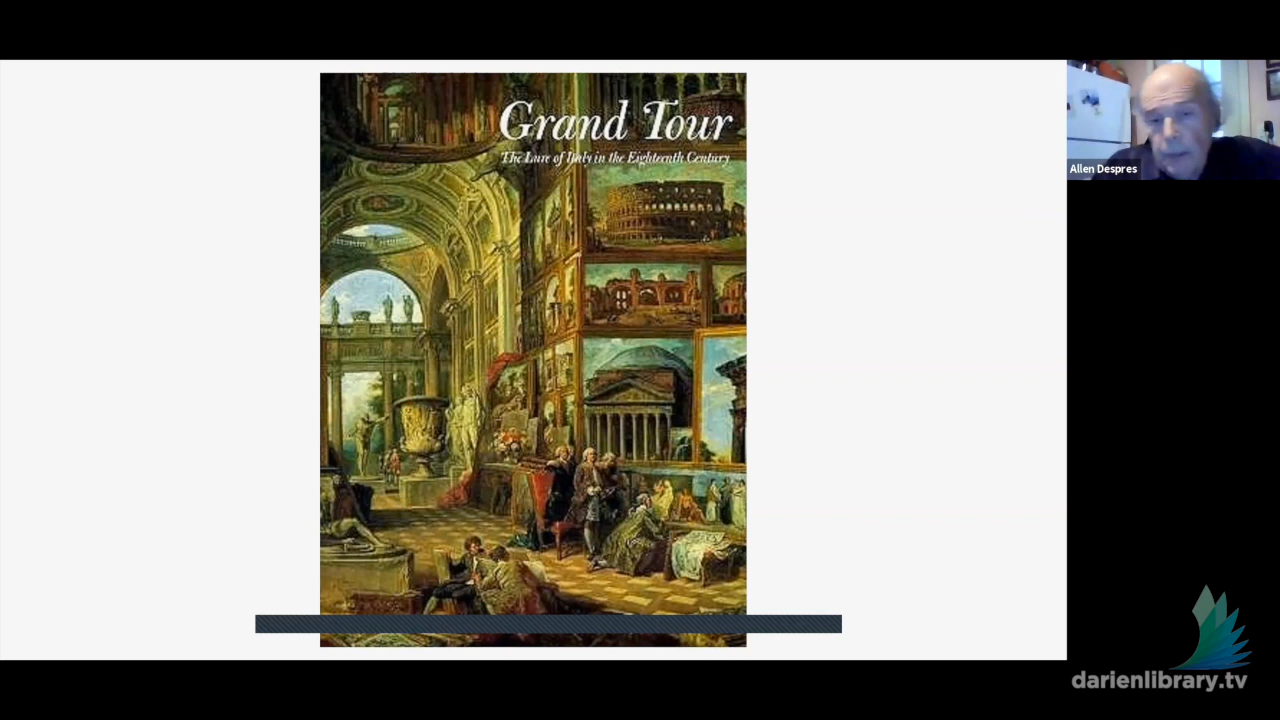 Grand Tour
The Lure of Italy in the Eighteenth Century
Allen Despres
darienlibrary.tv